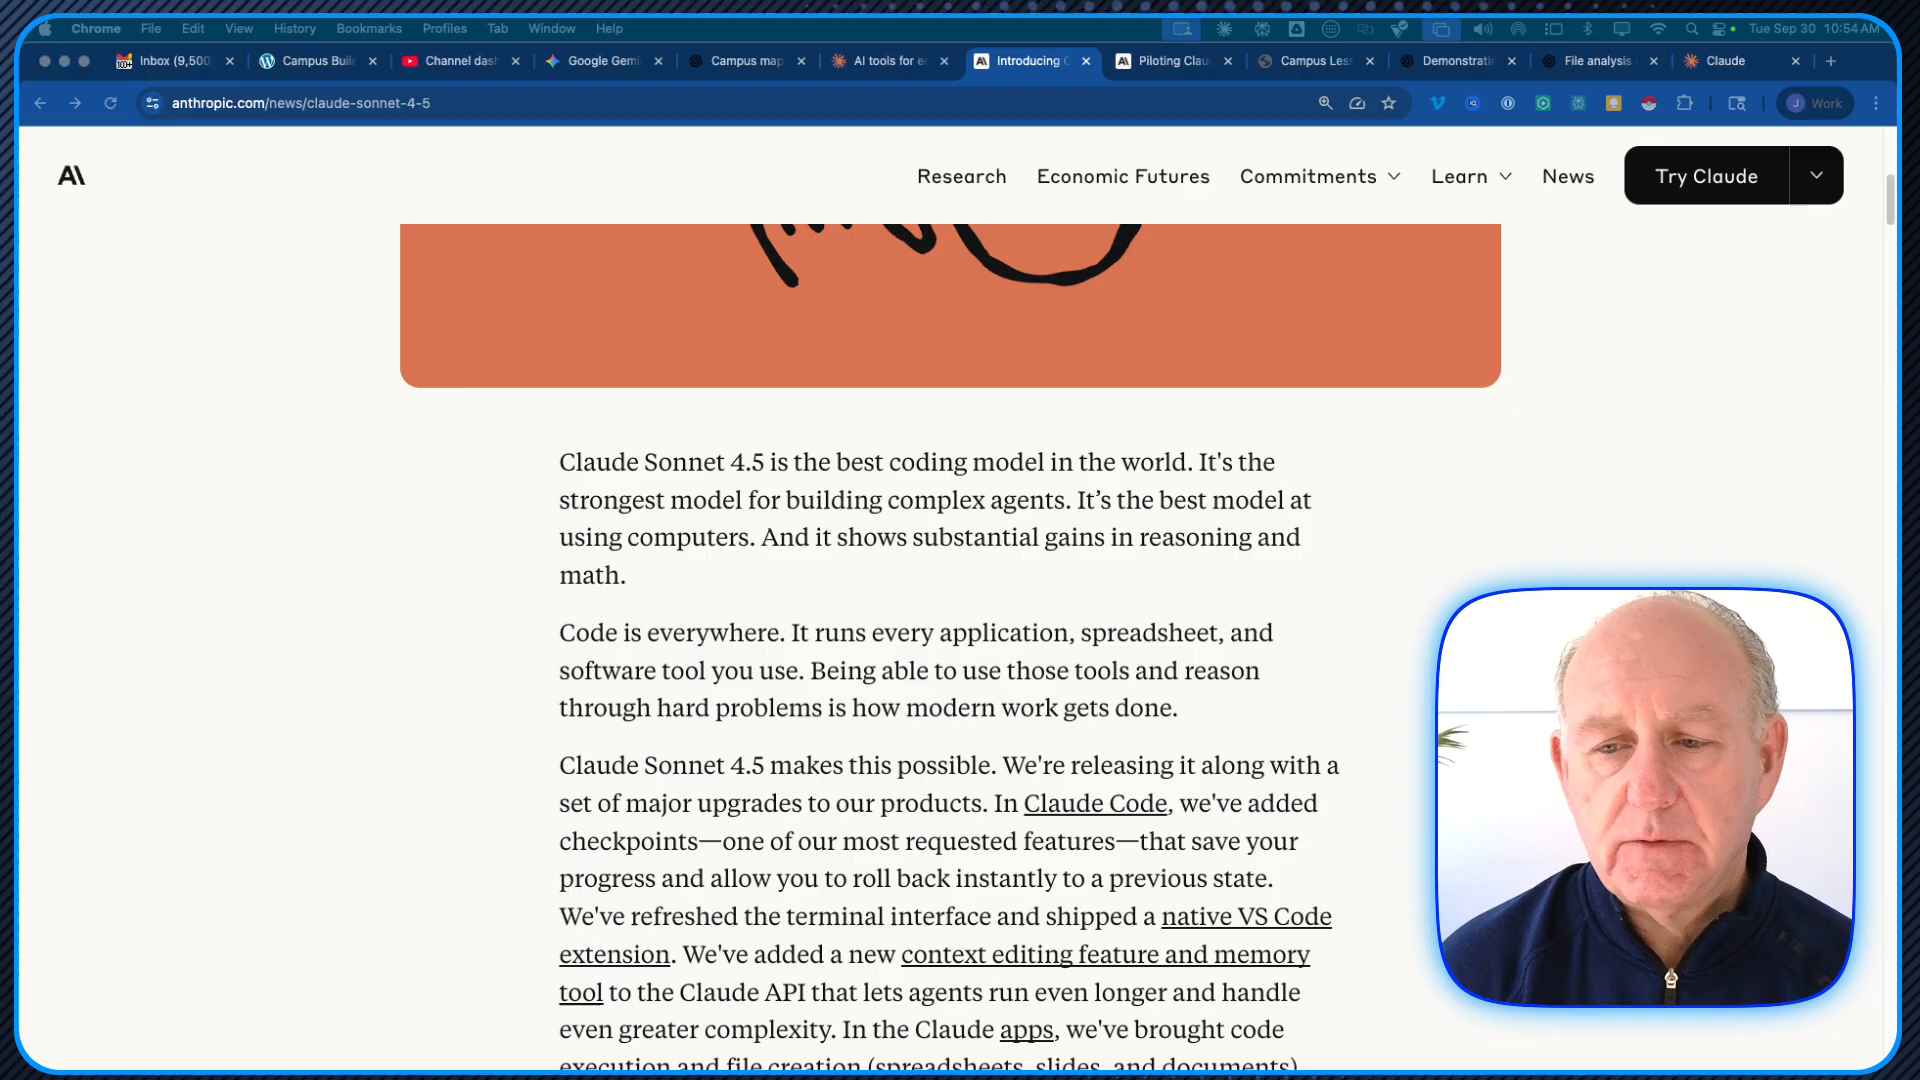 Chrome File Edit View History Bookmarks Profiles Tab Window Help Tue Sep 30 10:54 AM
Inbox (9,500) Campus Buil Channel dash Google Gemi Campus map AI tools for e Introducing C Piloting Clau Campus Les Demonstratin File analysis Claude
anthropic.com/news/claude-sonnet-4-5 J Work
Research Economic Futures Commitments Learn News Try Claude
Claude Sonnet 4.5 is the best coding model in the world. It's the
strongest model for building complex agents. It’s the best model at
using computers. And it shows substantial gains in reasoning and
math.
Code is everywhere. It runs every application, spreadsheet, and
software tool you use. Being able to use those tools and reason
through hard problems is how modern work gets done.
Claude Sonnet 4.5 makes this possible. We're releasing it along with a
set of major upgrades to our products. In Claude Code, we've added
checkpoints—one of our most requested features—that save your
progress and allow you to roll back instantly to a previous state.
We've refreshed the terminal interface and shipped a native VS Code
extension. We've added a new context editing feature and memory
tool to the Claude API that lets agents run even longer and handle
even greater complexity. In the Claude apps, we've brought code
execution and file creation (spreadsheets, slides, and documents)